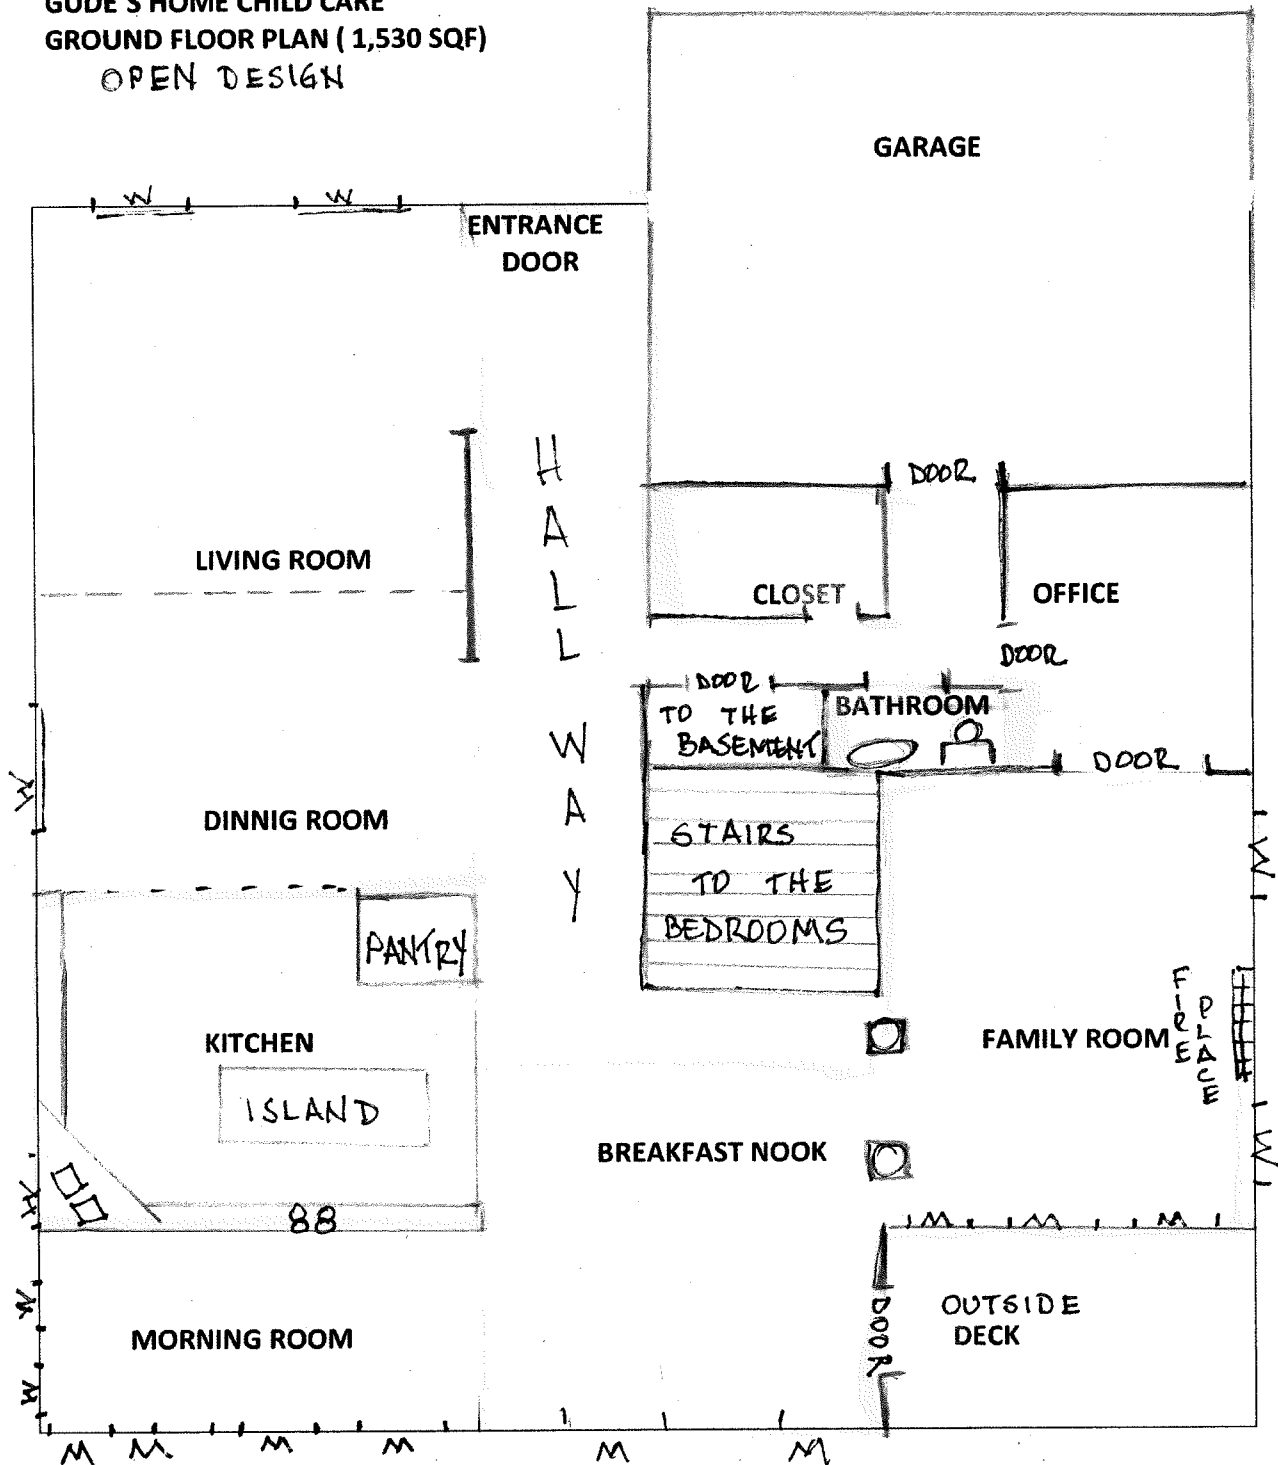 GUDE'S HOME CHILD CARE
GROUND FLOOR PLAN ( 1,530 SQF)
OPEN DESIGN
GARAGE
W
W
ENTRANCE
DOOR
HALL WAY
DOOR
LIVING ROOM
CLOSET
OFFICE
DOOR
DOOR
TO THE
BASEMENT
BATHROOM
DOOR
W
DINNIG ROOM
STAIRS
TO THE
BEDROOMS
W
PANTRY
KITCHEN
ISLAND
FAMILY ROOM
FIRE
PLACE
BREAKFAST NOOK
W
W
88
W
W
W
DOOR
OUTSIDE
DECK
W
MORNING ROOM
W
W
W
W
W
W
W